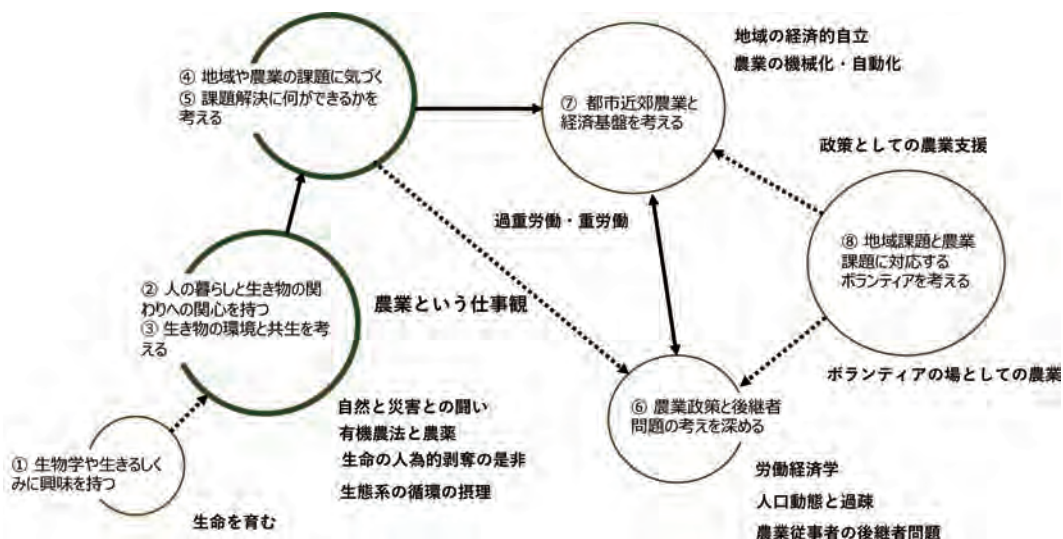 地域の経済的自立
農業の機械化・自動化
④ 地域や農業の課題に気づく
⑤ 課題解決に何ができるかを
考える
⑦ 都市近郊農業と
経済基盤を考える
政策としての農業支援
過重労働・重労働
⑧ 地域課題と農業
課題に対応する
ボランティアを考える
② 人の暮らしと生き物の関
わりへの関心を持つ
③ 生き物の環境と共生を考
える
農業という仕事観
ボランティアの場としての農業
自然と災害との闘い
有機農法と農薬
生命の人為的剥奪の是非
生態系の循環の摂理
⑥ 農業政策と後継者
問題の考えを深める
① 生物学や生きるしく
みに興味を持つ
生命を育む
労働経済学
人口動態と過疎
農業従事者の後継者問題